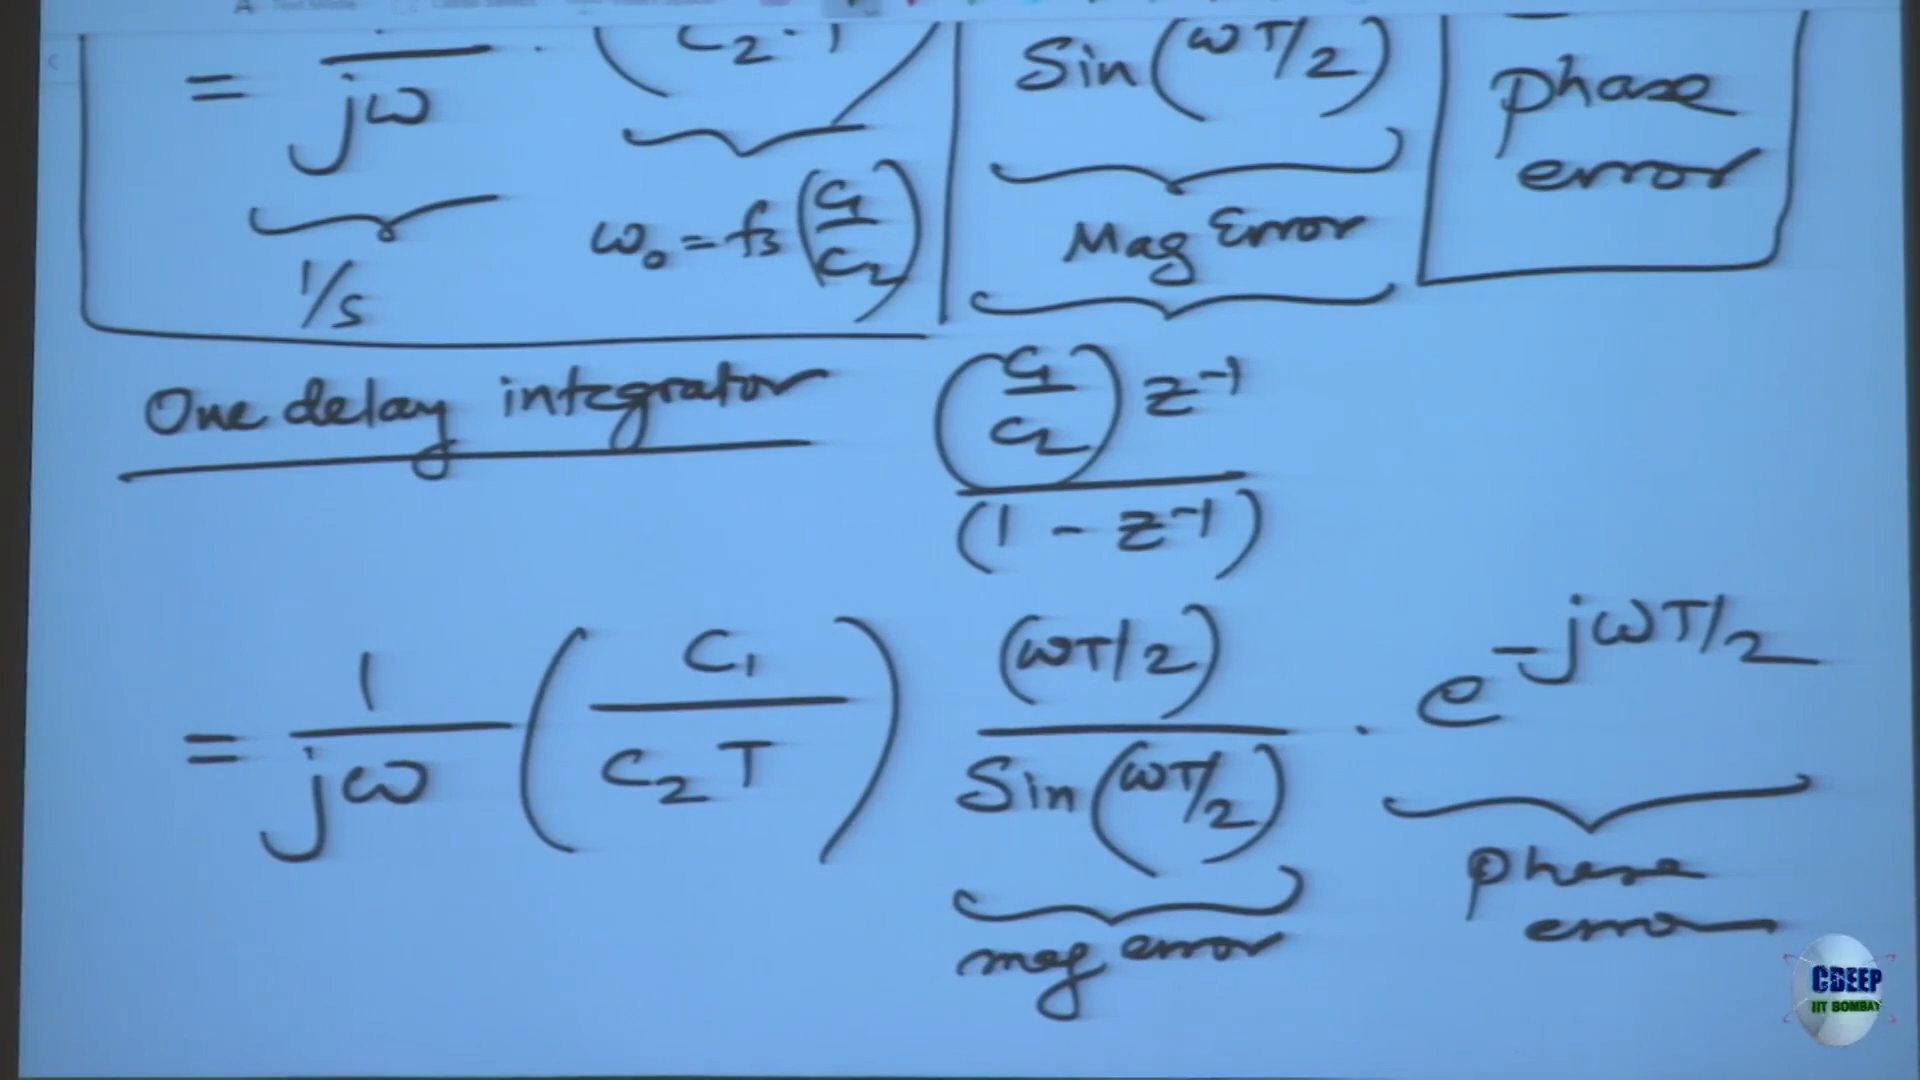 = jω
C2 . T
Sin(ωT/2)
phase
error
1/s
ω0 = fs (C1/C2)
Mag Error
One delay integrator
(C1/C2) z^-1
(1 - z^-1)
= 1/jω (C1/C2T) (ωT/2)/Sin(ωT/2) . e^-jωT/2
mag error
phase
error
CDEEP
IIT BOMBAY